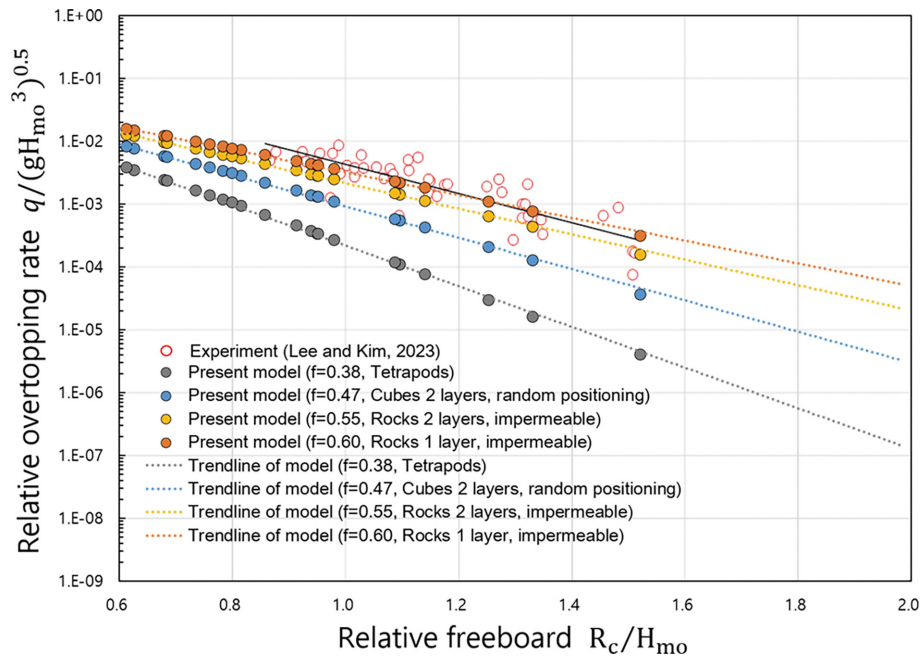 Relative overtopping rate q/(gHmo³)^0.5
1.E+00
1.E-01
1.E-02
1.E-03
1.E-04
1.E-05
1.E-06
1.E-07
1.E-08
1.E-09
Experiment (Lee and Kim, 2023)
Present model (f=0.38, Tetrapods)
Present model (f=0.47, Cubes 2 layers, random positioning)
Present model (f=0.55, Rocks 2 layers, impermeable)
Present model (f=0.60, Rocks 1 layer, impermeable)
Trendline of model (f=0.38, Tetrapods)
Trendline of model (f=0.47, Cubes 2 layers, random positioning)
Trendline of model (f=0.55, Rocks 2 layers, impermeable)
Trendline of model (f=0.60, Rocks 1 layer, impermeable)
0.6 0.8 1.0 1.2 1.4 1.6 1.8 2.0
Relative freeboard Rc/Hmo